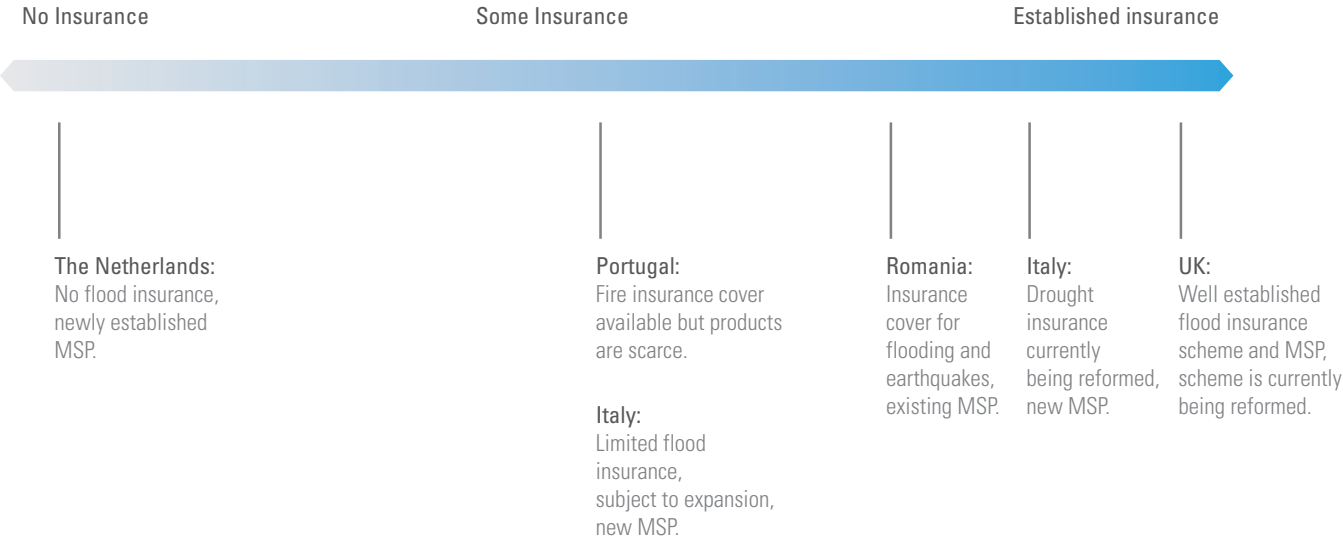 No Insurance
Some Insurance
Established insurance
The Netherlands:
No flood insurance,
newly established
MSP.
Portugal:
Fire insurance cover
available but products
are scarce.
Italy:
Limited flood
insurance,
subject to expansion,
new MSP.
Romania:
Insurance
cover for
flooding and
earthquakes,
existing MSP.
Italy:
Drought
insurance
currently
being reformed,
new MSP.
UK:
Well established
flood insurance
scheme and MSP,
scheme is currently
being reformed.